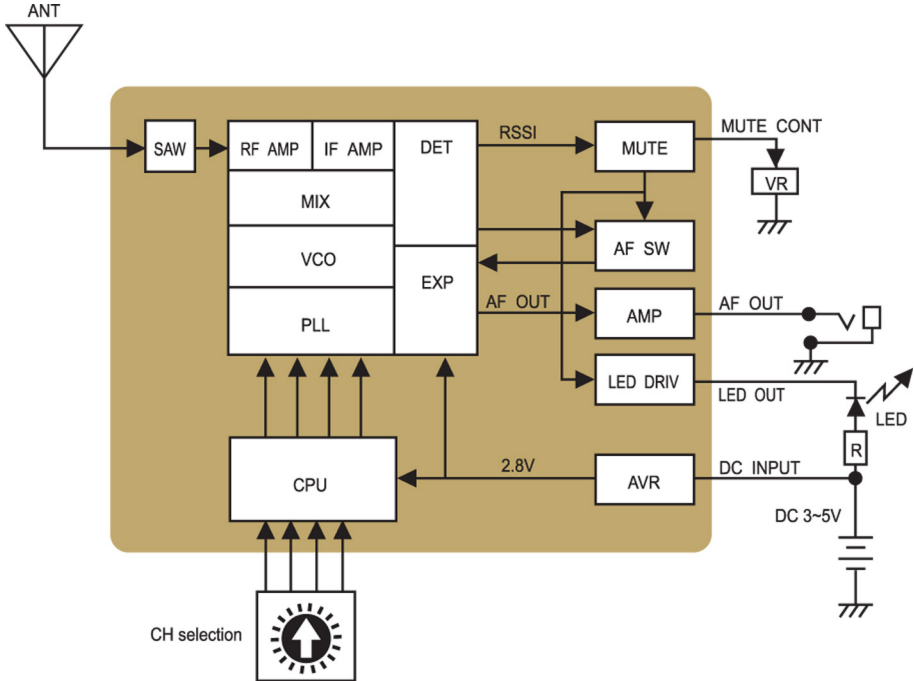 ANT
SAW
RF AMP
IF AMP
DET
RSSI
MUTE
MUTE CONT
VR
MIX
VCO
AF SW
EXP
PLL
AF OUT
AMP
AF OUT
LED DRIV
LED OUT
LED
R
CPU
2.8V
AVR
DC INPUT
DC 3~5V
CH selection